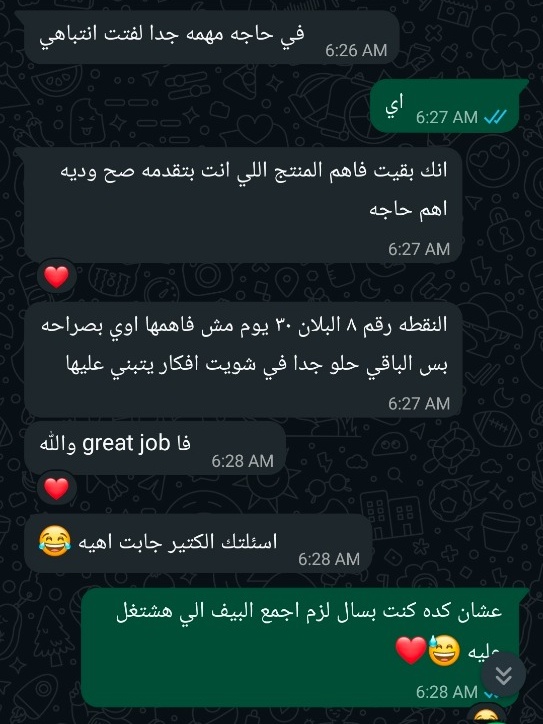 في حاجه مهمه جدا لفتت انتباهي
6:26 AM
اي
6:27 AM
انك بقيت فاهم المنتج اللي انت بتقدمه صح وديه
اهم حاجه
6:27 AM
النقطه رقم ٨ البلان ٣٠ يوم مش فاهمها اوي بصراحه
بس الباقي حلو جدا في شويت افكار يتبني عليها
6:27 AM
فا great job والله
6:28 AM
اسئلتك الكتير جابت اهيه 😂
6:28 AM
عشان كده كنت بسال لزم اجمع البيف الي هشتغل
وليه 😅❤️
6:28 AM